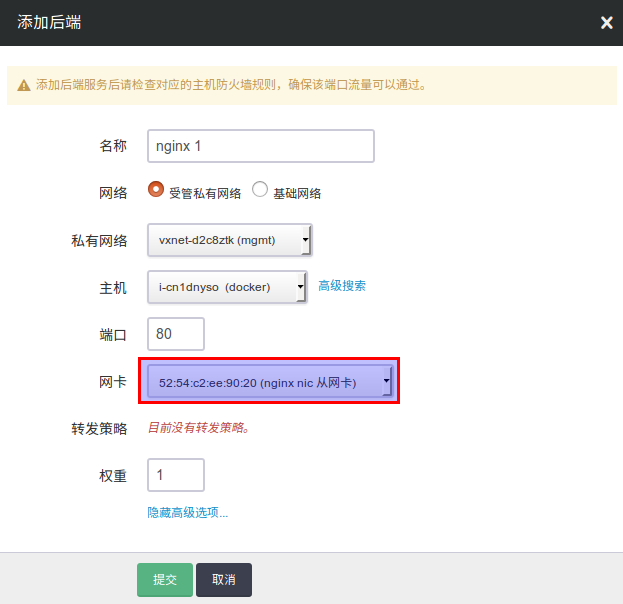 添加后端
添加后端服务后请检查对应的主机防火墙规则，确保该端口流量可以通过。
名称 nginx 1
网络 受管私有网络 基础网络
私有网络 vxnet-d2c8ztk (mgmt)
主机 i-cn1dnyso (docker) 高级搜索
端口 80
网卡 52:54:c2:ee:90:20 (nginx nic 从网卡)
转发策略 目前没有转发策略。
权重 1
隐藏高级选项...
提交 取消